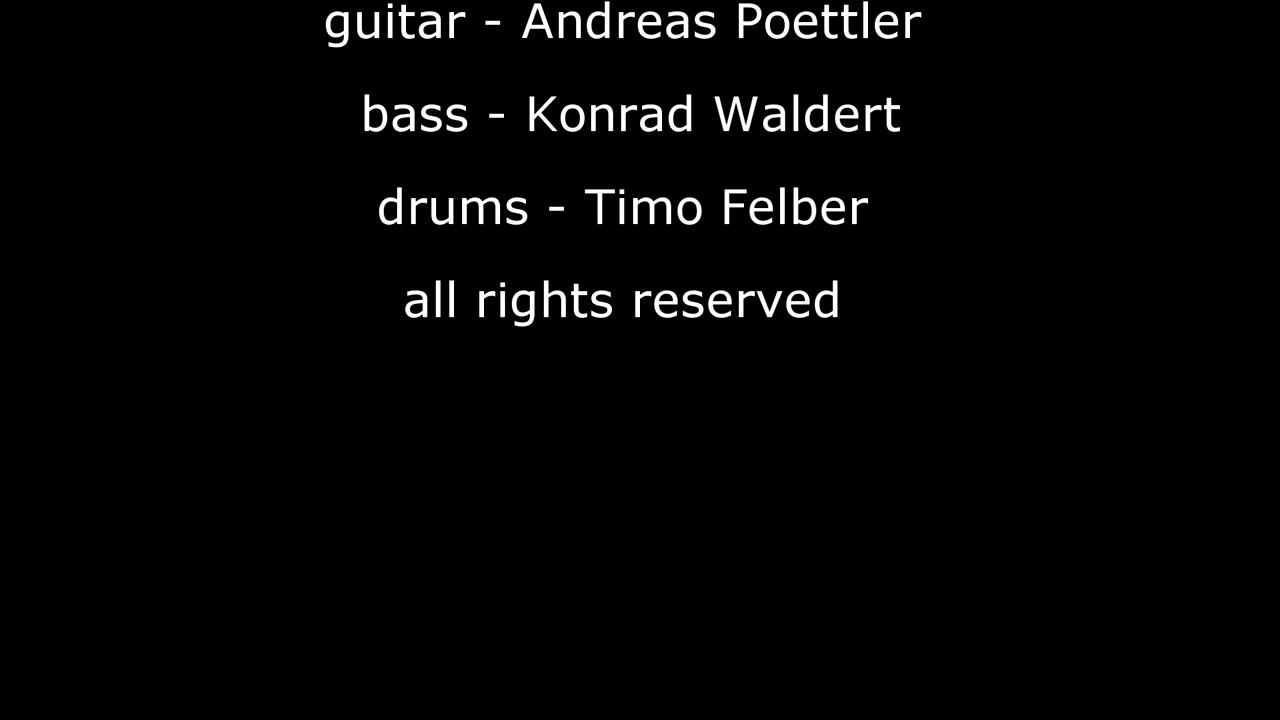 guitar - Andreas Poettler
bass - Konrad Waldert
drums - Timo Felber
all rights reserved